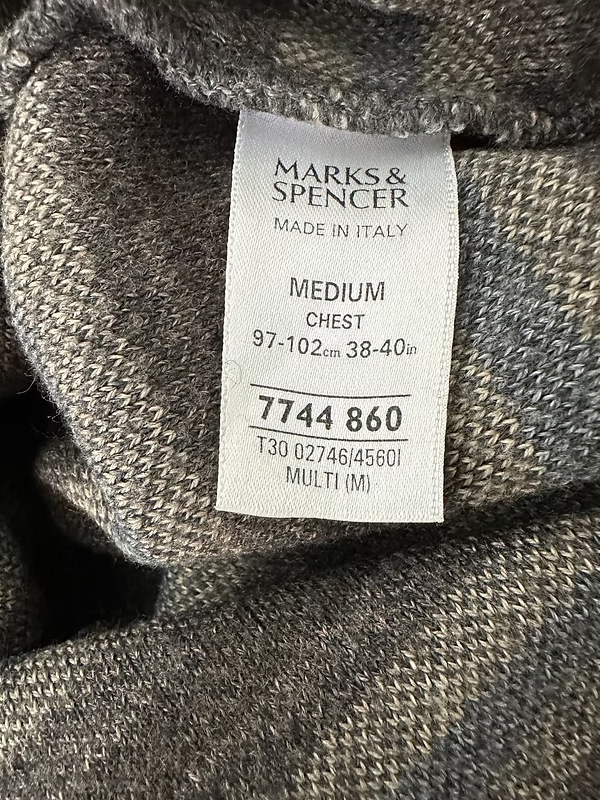 MARKS &
SPENCER
MADE IN ITALY
MEDIUM
CHEST
97-102cm 38-40in
7744 860
T30 02746/4560I
MULTI (M)